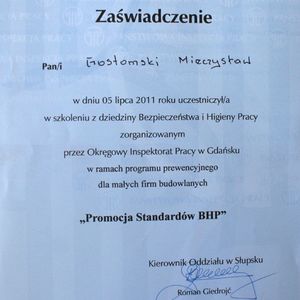 Zaświadczenie
Pan/i Gostomski Mieczysław
w dniu 05 lipca 2011 roku uczestniczył/a
w szkoleniu z dziedziny Bezpieczeństwa i Higieny Pracy
zorganizowanym
przez Okręgowy Inspektorat Pracy w Gdańsku
w ramach programu prewencyjnego
dla małych firm budowlanych
„Promocja Standardów BHP”
Kierownik Oddziału w Słupsku
Roman Giedrojć